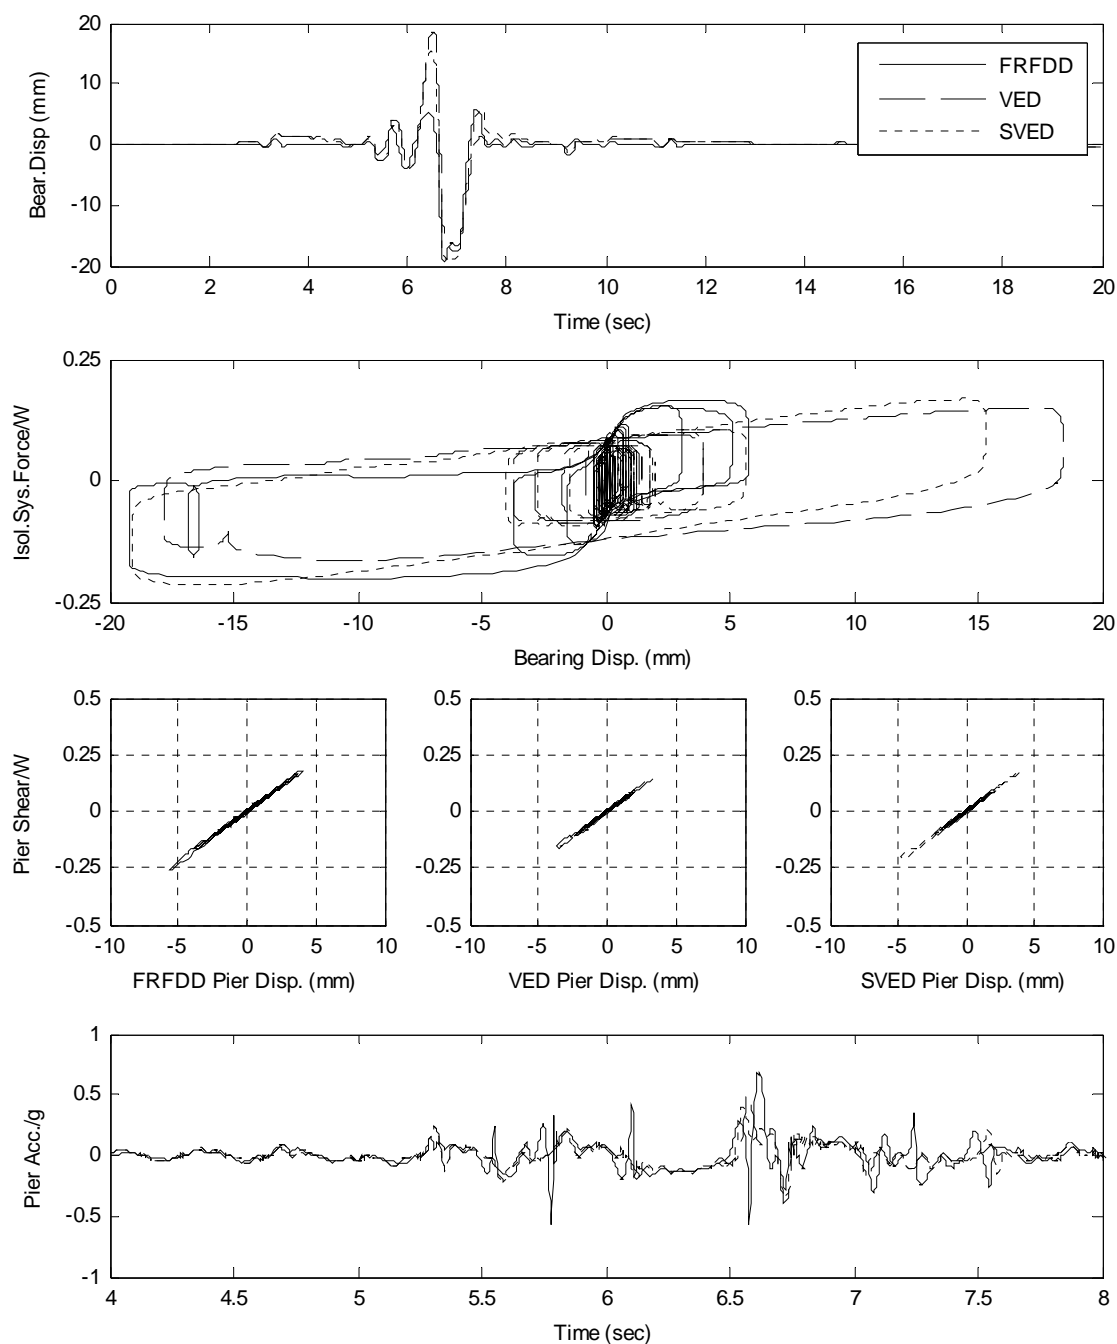 20
10
0
-10
-20
Bear.Disp (mm)
FRFDD
VED
SVED
0 2 4 6 8 10 12 14 16 18 20
Time (sec)
0.25
0
-0.25
Isol.Sys.Force/W
-20 -15 -10 -5 0 5 10 15 20
Bearing Disp. (mm)
0.5 0.5 0.5
0.25 0.25 0.25
0 0 0
-0.25 -0.25 -0.25
-0.5 -0.5 -0.5
Pier Shear/W
-10 -5 0 5 10 -10 -5 0 5 10 -10 -5 0 5 10
FRFDD Pier Disp. (mm) VED Pier Disp. (mm) SVED Pier Disp. (mm)
1
0.5
0
-0.5
-1
Pier Acc./g
4 4.5 5 5.5 6 6.5 7 7.5 8
Time (sec)